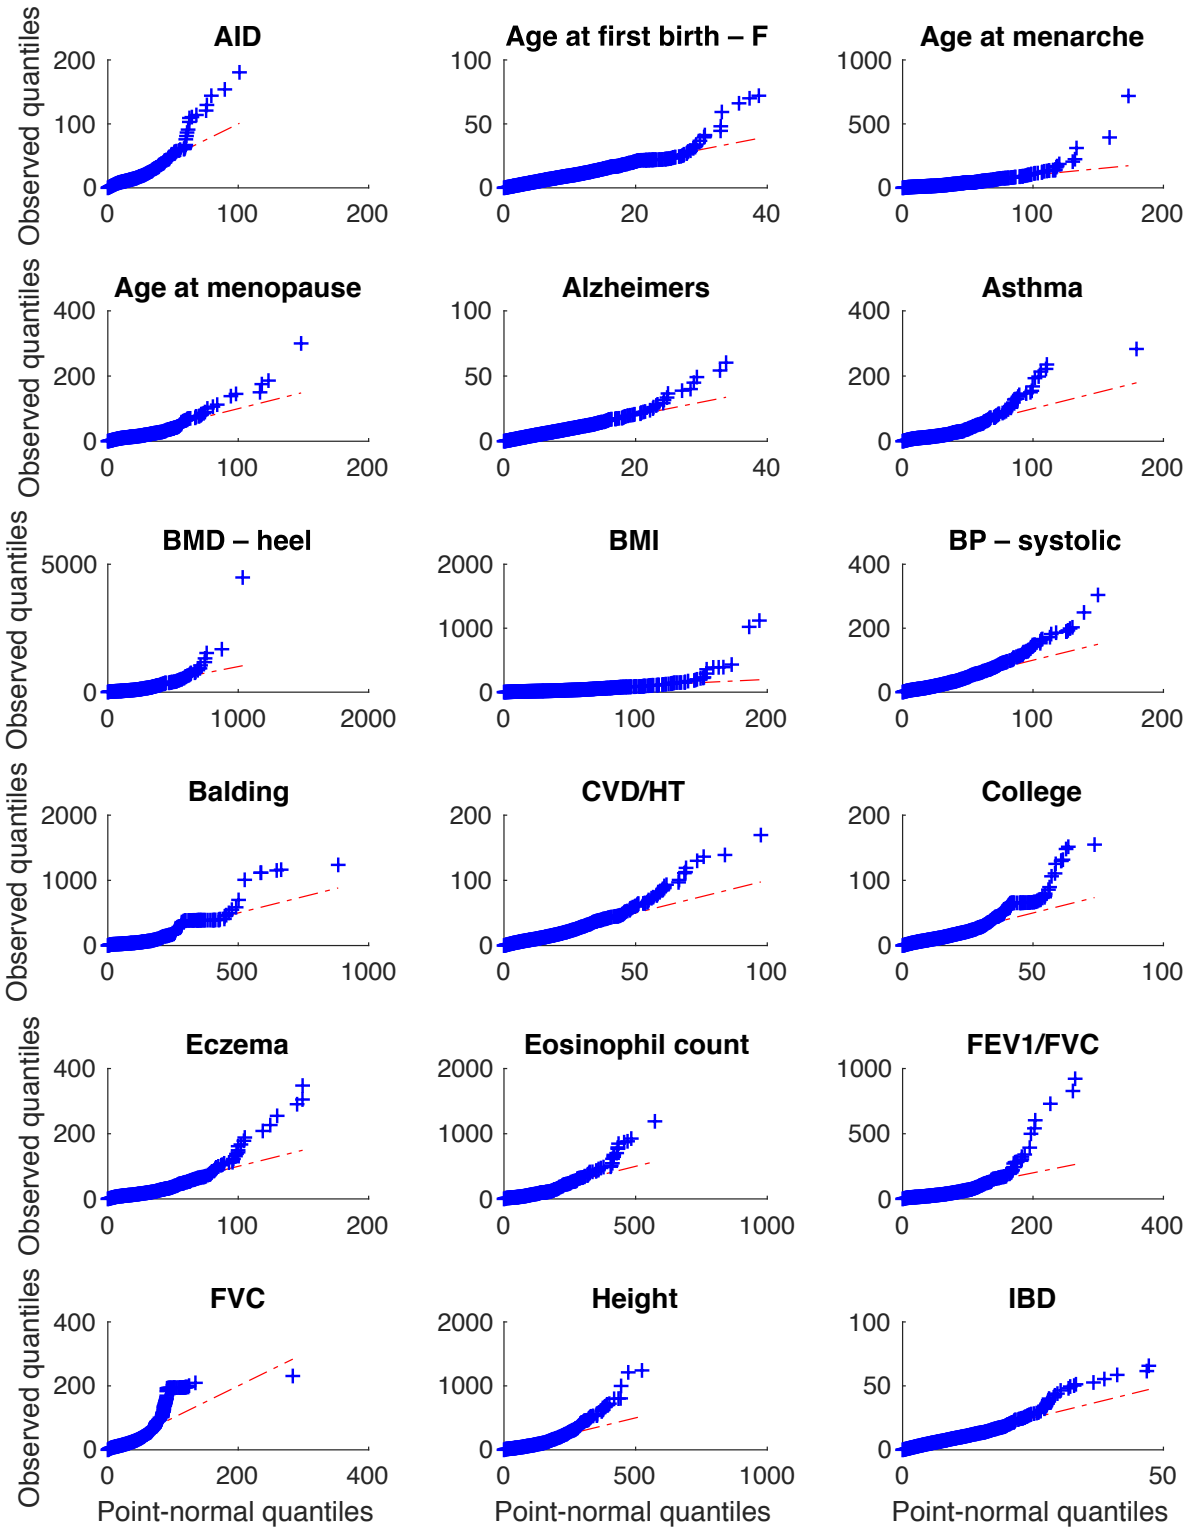 AID
Age at first birth – F
Age at menarche
Observed quantiles
200
100
0
0 100 200
100
50
0
0 20 40
1000
500
0
0 100 200
Age at menopause
Alzheimers
Asthma
Observed quantiles
400
200
0
0 100 200
100
50
0
0 20 40
400
200
0
0 100 200
BMD – heel
BMI
BP – systolic
Observed quantiles
5000
0
0 1000 2000
2000
1000
0
0 100 200
400
200
0
0 100 200
Balding
CVD/HT
College
Observed quantiles
2000
1000
0
0 500 1000
200
100
0
0 50 100
200
100
0
0 50 100
Eczema
Eosinophil count
FEV1/FVC
Observed quantiles
400
200
0
0 100 200
2000
1000
0
0 500 1000
1000
500
0
0 200 400
FVC
Height
IBD
Observed quantiles
400
200
0
0 200 400
Point-normal quantiles
2000
1000
0
0 500 1000
Point-normal quantiles
100
50
0
0 50
Point-normal quantiles